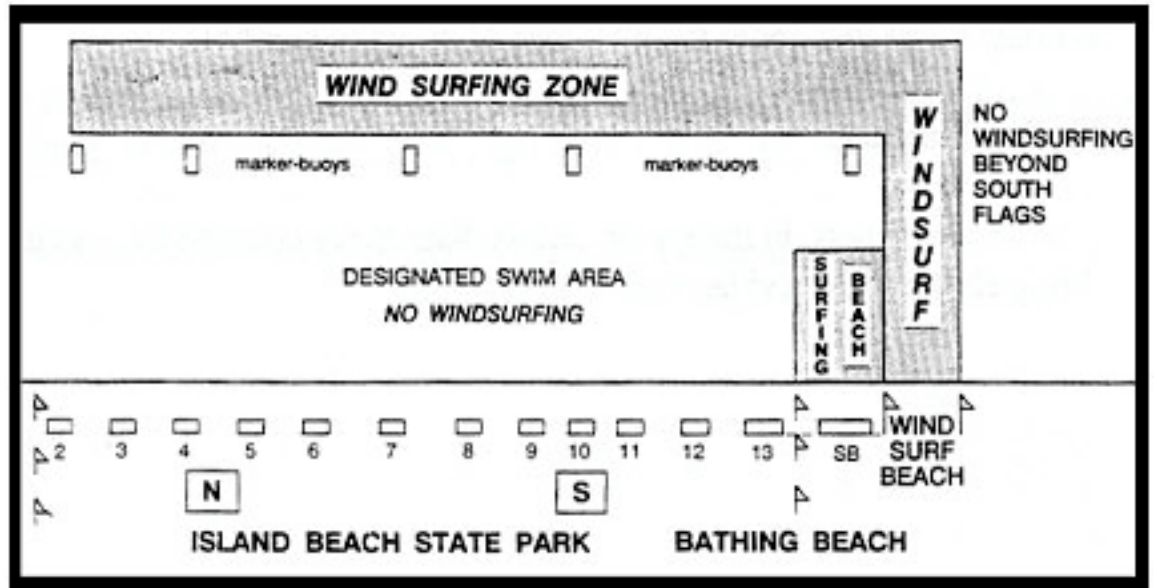 WIND SURFING ZONE
WINDSURF
NO
WINDSURFING
BEYOND
SOUTH
FLAGS
marker-buoys marker-buoys
DESIGNATED SWIM AREA
NO WINDSURFING
SURFING
BEACH
2 3 4 5 6 7 8 9 10 11 12 13 SB
WIND
SURF
BEACH
N S
ISLAND BEACH STATE PARK BATHING BEACH